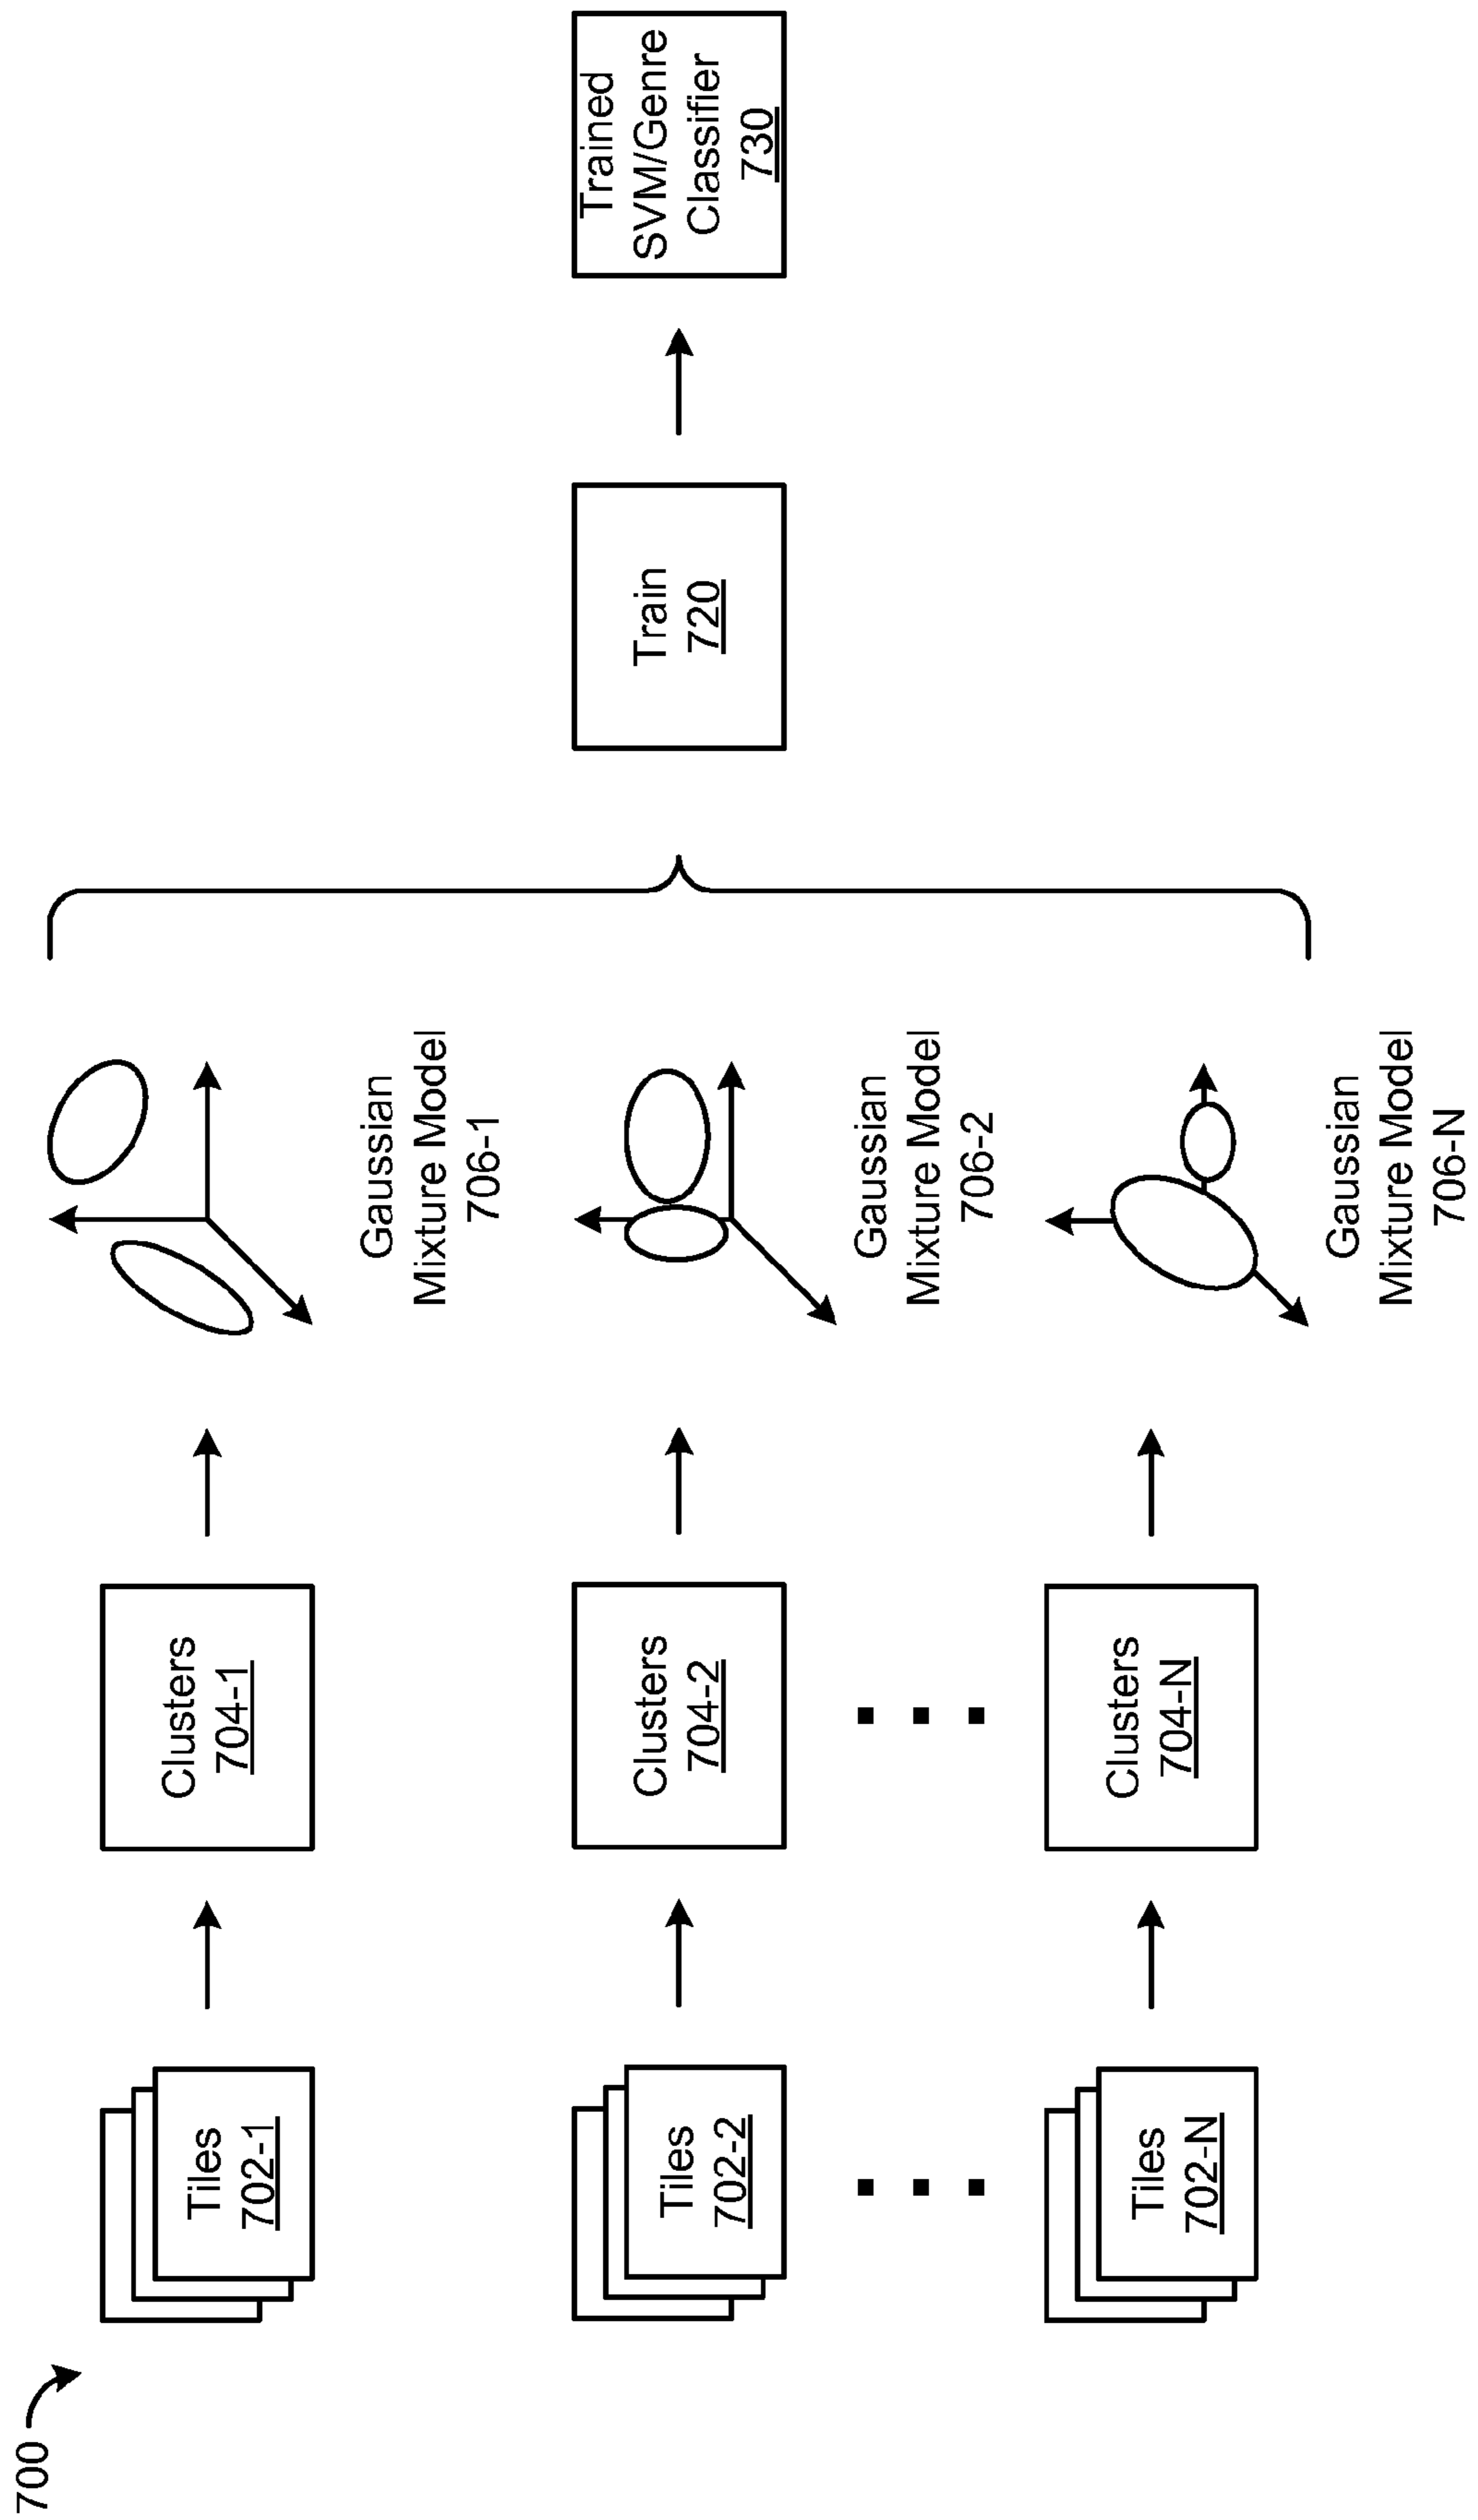 700
Tiles
702-1
Clusters
704-1
Gaussian
Mixture Model
706-1
Tiles
702-2
Clusters
704-2
Gaussian
Mixture Model
706-2
Tiles
702-N
Clusters
704-N
Gaussian
Mixture Model
706-N
Train
720
Trained
SVM/Genre
Classifier
730